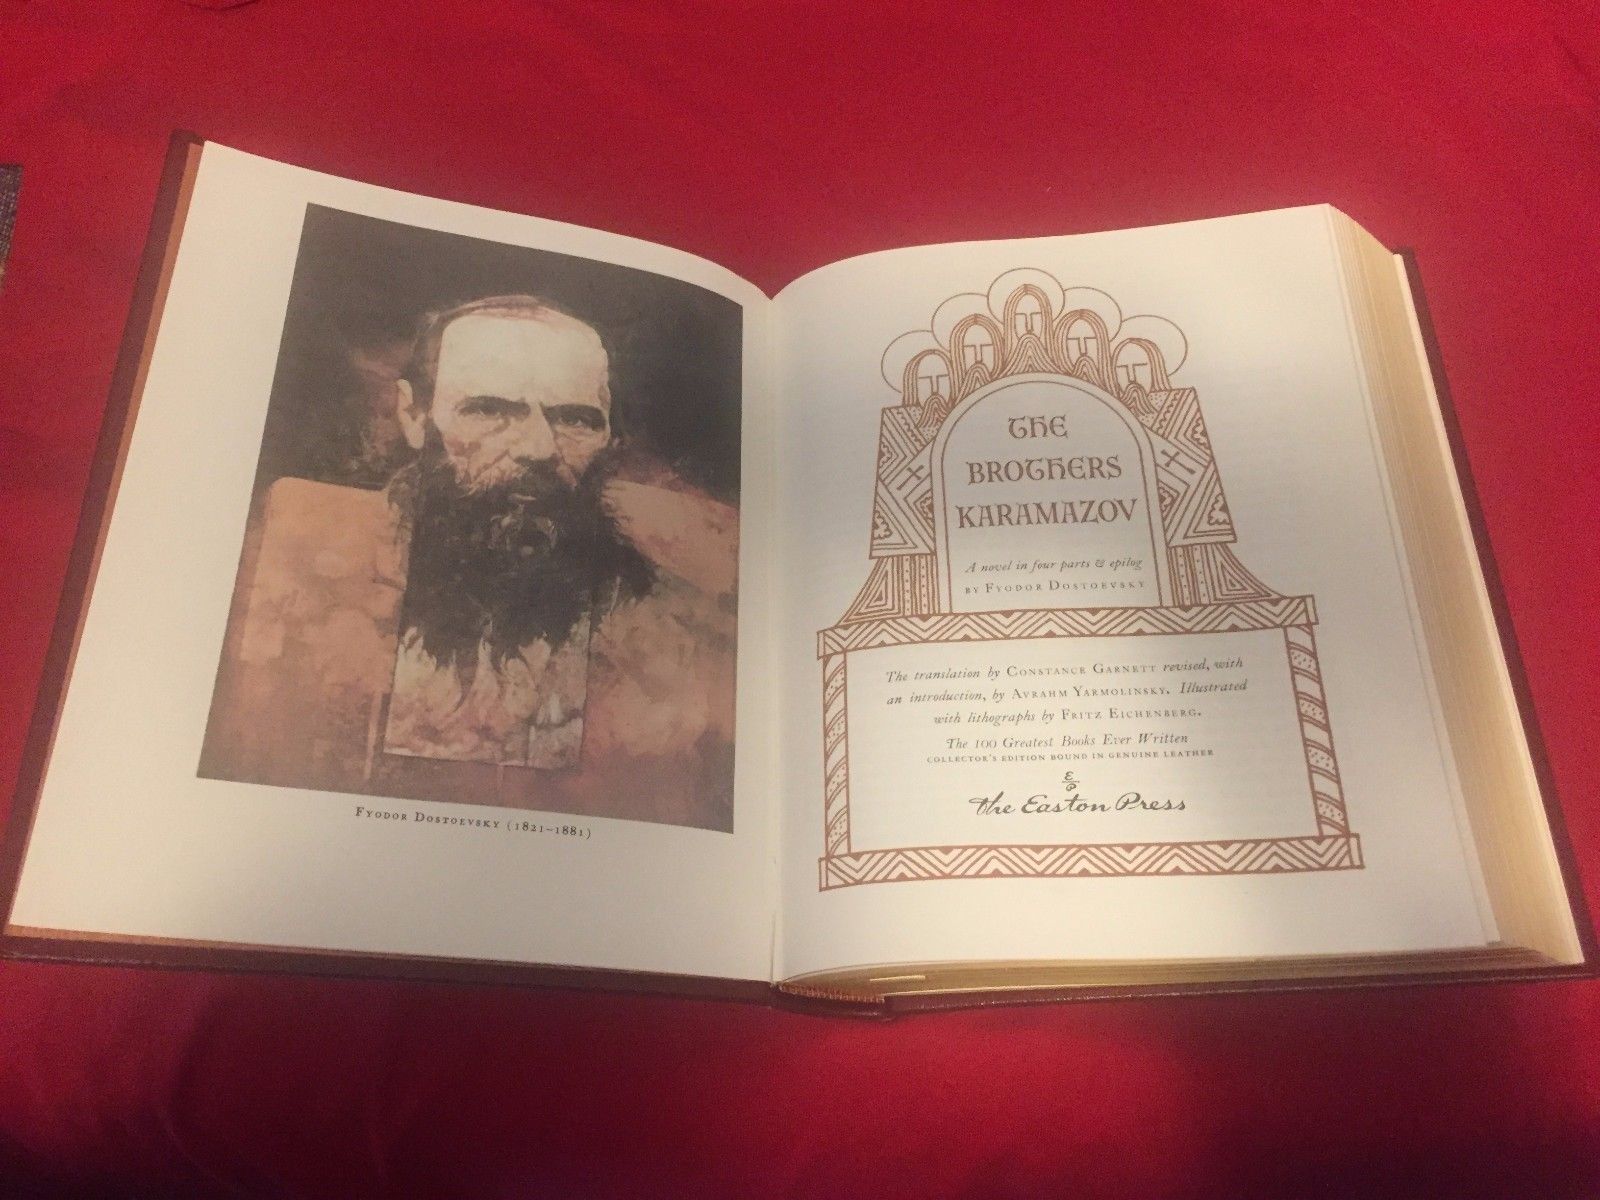 FYODOR DOSTOEVSKY (1821–1881)
THE
BROTHERS
KARAMAZOV
A novel in four parts & epilog
BY FYODOR DOSTOEVSKY
The translation by CONSTANCE GARNETT revised, with
an introduction, by AVRAHM YARMOLINSKY. Illustrated
with lithographs by FRITZ EICHENBERG.
The 100 Greatest Books Ever Written
COLLECTOR'S EDITION BOUND IN GENUINE LEATHER
E
P
The Easton Press